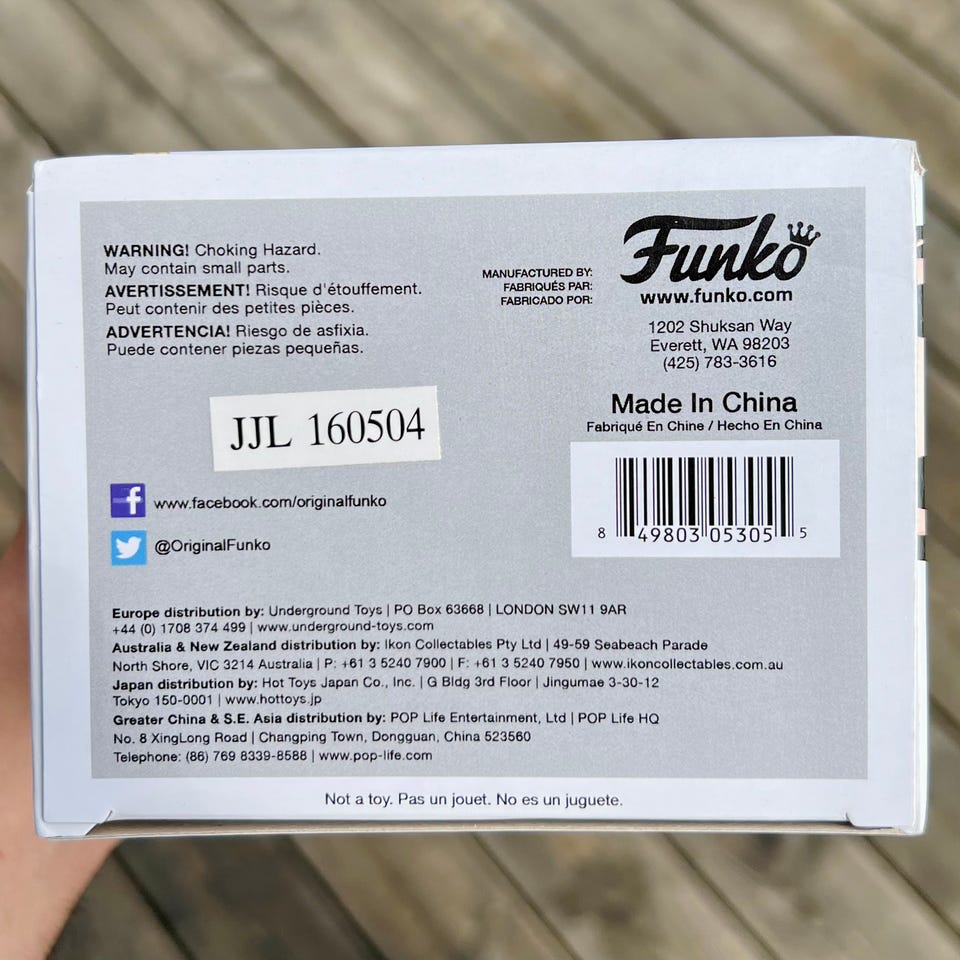 WARNING! Choking Hazard.
May contain small parts.
AVERTISSEMENT! Risque d'étouffement.
Peut contenir des petites pièces.
ADVERTENCIA! Riesgo de asfixia.
Puede contener piezas pequeñas.
MANUFACTURED BY:
FABRIQUÉS PAR:
FABRICADO POR:
Funko
www.funko.com
1202 Shuksan Way
Everett, WA 98203
(425) 783-3616
Made In China
Fabriqué En Chine / Hecho En China
JJL 160504
8 49803 05305 5
f www.facebook.com/originalfunko
@OriginalFunko
Europe distribution by: Underground Toys | PO Box 63668 | LONDON SW11 9AR
+44 (0) 1708 374 499 | www.underground-toys.com
Australia & New Zealand distribution by: Ikon Collectables Pty Ltd | 49-59 Seabeach Parade
North Shore, VIC 3214 Australia | P: +61 3 5240 7900 | F: +61 3 5240 7950 | www.ikoncollectables.com.au
Japan distribution by: Hot Toys Japan Co., Inc. | G Bldg 3rd Floor | Jingumae 3-30-12
Tokyo 150-0001 | www.hottoys.jp
Greater China & S.E. Asia distribution by: POP Life Entertainment, Ltd | POP Life HQ
No. 8 XingLong Road | Changping Town, Dongguan, China 523560
Telephone: (86) 769 8339-8588 | www.pop-life.com
Not a toy. Pas un jouet. No es un juguete.